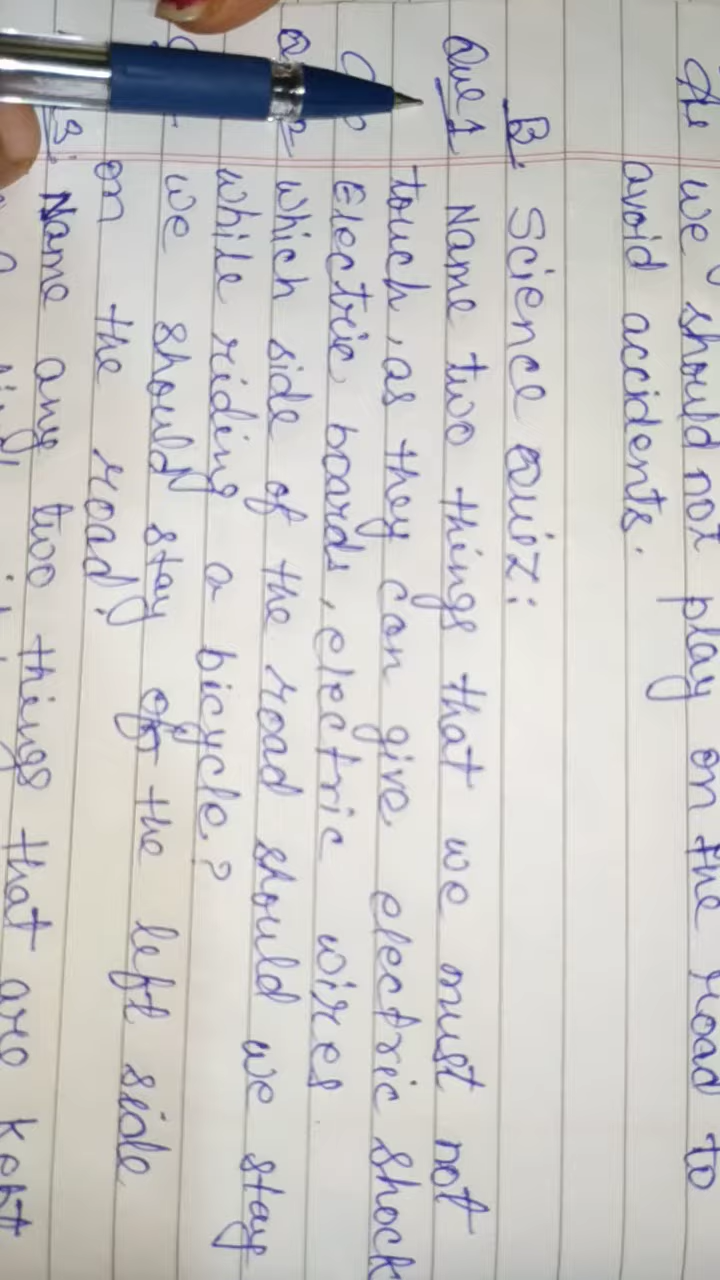 we should not play on the road to
avoid accidents.
B. Science Quiz:
Que 1 Name two things that we must not
touch, as they can give electric shock
Electric boards, electric wires
which side of the road should we stay
while riding a bicycle?
we should stay of the left side
on the road.
3. Name any two things that are kept